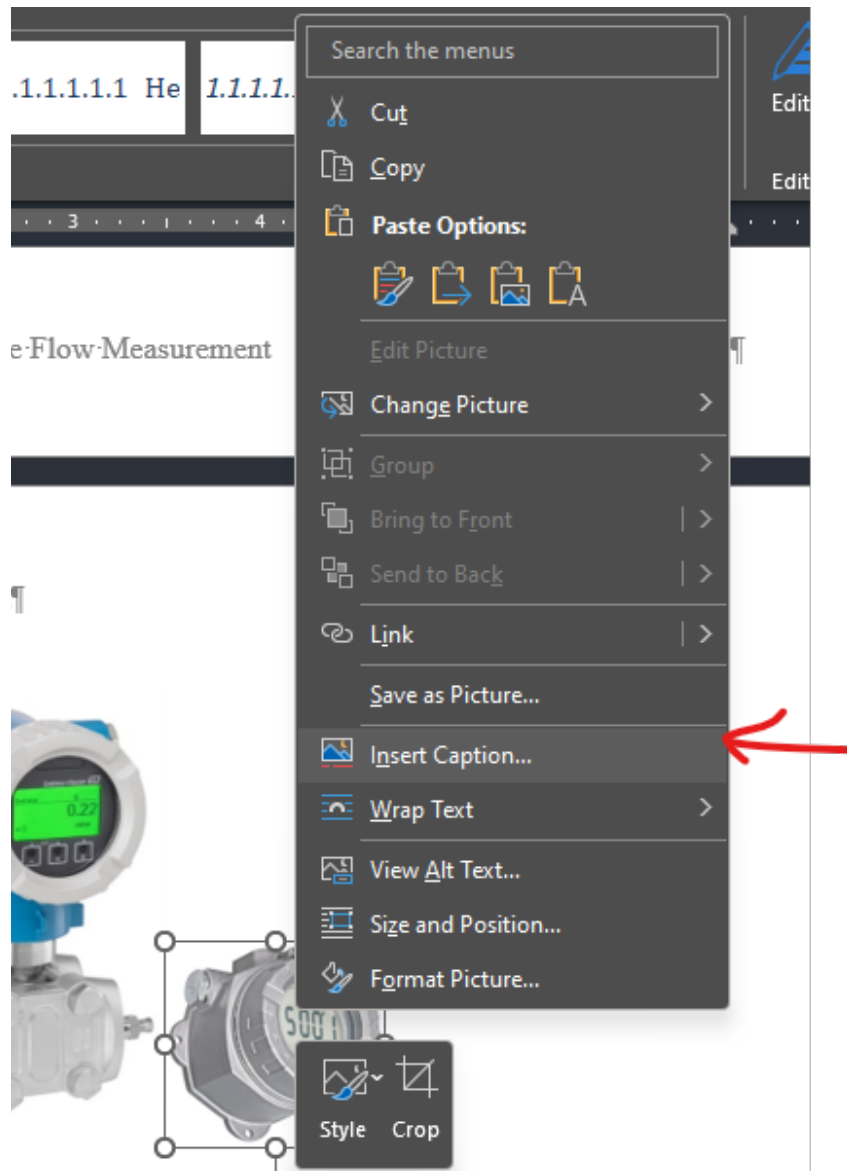 .1.1.1.1.1 He
1.1.1.1.
Edit
Edit
3
4
e·Flow·Measurement
¶
¶
0.22
Search the menus
Cut
Copy
Paste Options:
A
Edit Picture
Change Picture
Group
Bring to Front
Send to Back
Link
Save as Picture...
Insert Caption...
Wrap Text
View Alt Text...
Size and Position...
Format Picture...
Style Crop